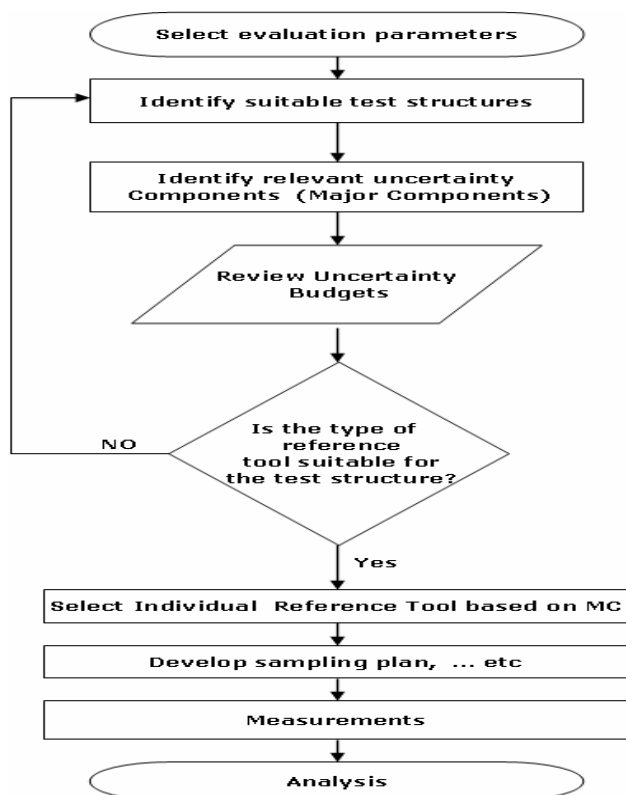 Select evaluation parameters
Identify suitable test structures
Identify relevant uncertainty
Components (Major Components)
Review Uncertainty
Budgets
Is the type of
reference
tool suitable for
the test structure?
NO
Yes
Select Individual Reference Tool based on MC
Develop sampling plan, ... etc
Measurements
Analysis